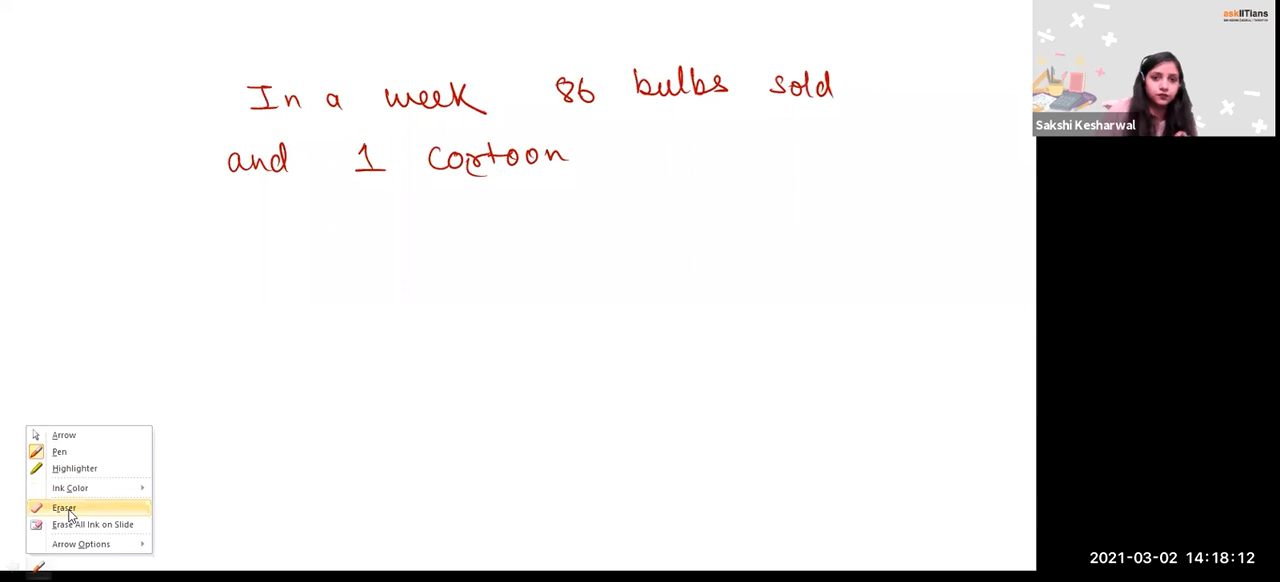 askIITians
In a week 86 bulbs sold
Sakshi Kesharwal
and 1 cartoon
Arrow
Pen
Highlighter
Ink Color
Eraser
Erase All Ink on Slide
Arrow Options
2021-03-02 14:18:12